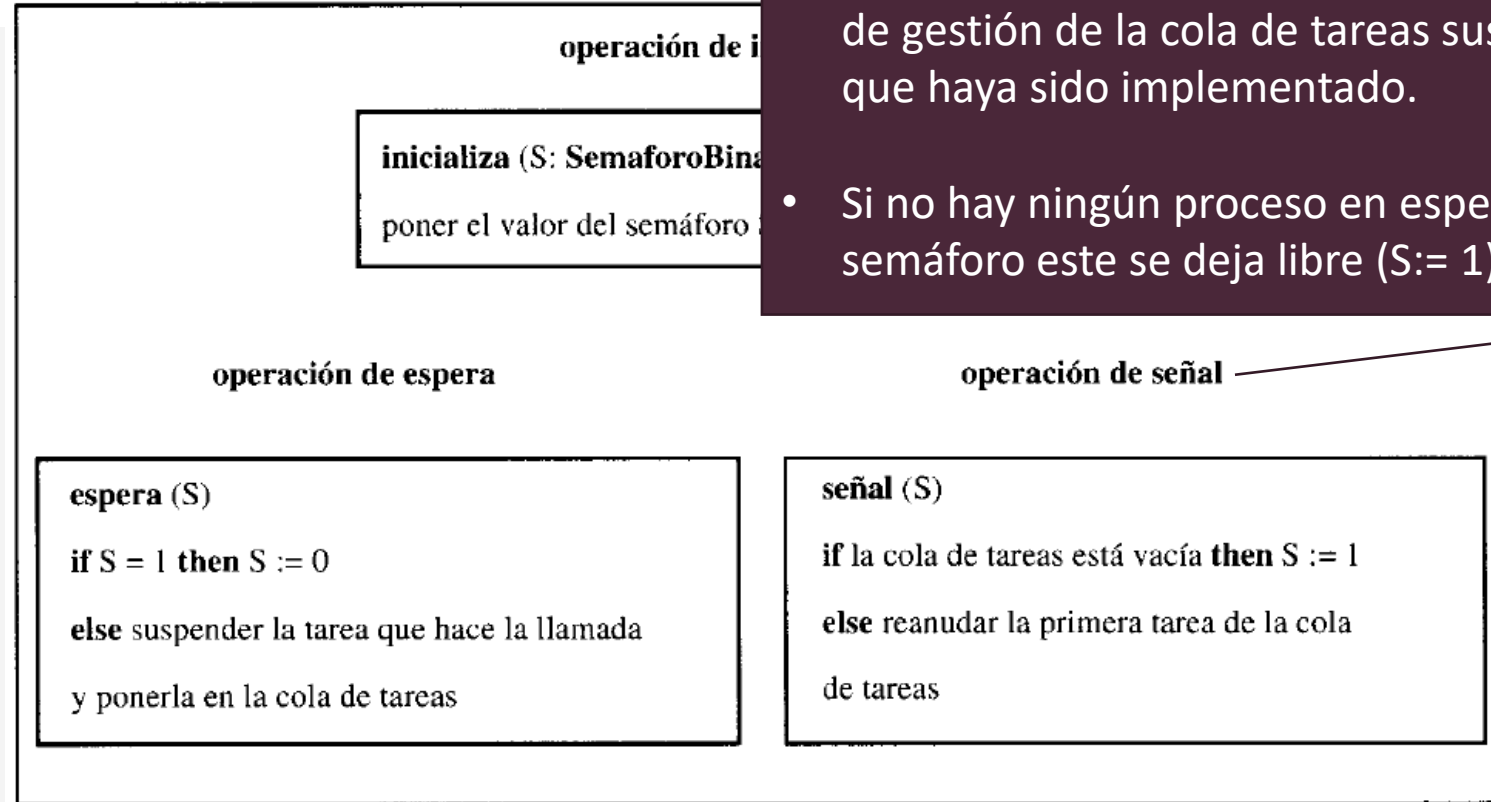 operación de i
de gestión de la cola de tareas sus
que haya sido implementado.
inicializa (S: SemaforoBina
poner el valor del semáforo
• Si no hay ningún proceso en espe
semáforo este se deja libre (S:= 1)
operación de espera
operación de señal
espera (S)
if S = 1 then S := 0
else suspender la tarea que hace la llamada
y ponerla en la cola de tareas
señal (S)
if la cola de tareas está vacía then S := 1
else reanudar la primera tarea de la cola
de tareas